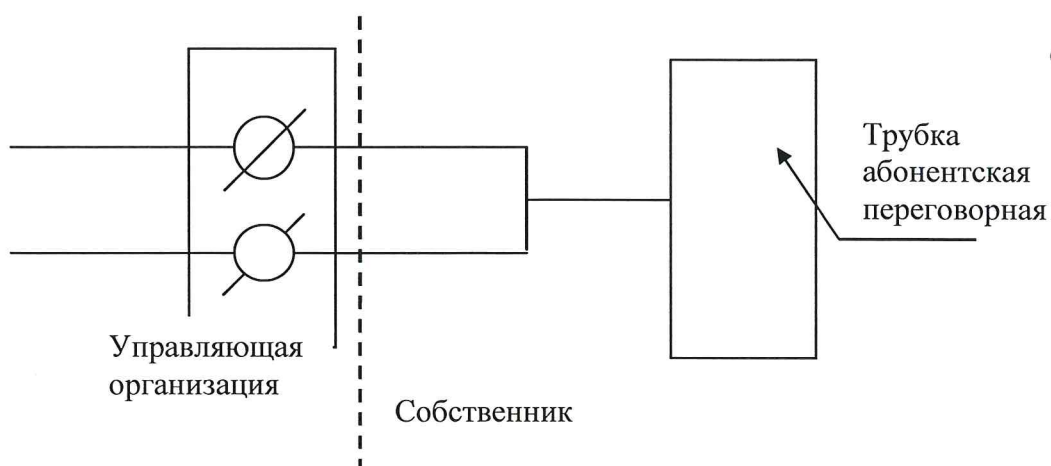 Трубка
абонентская
переговорная
Управляющая
организация
Собственник